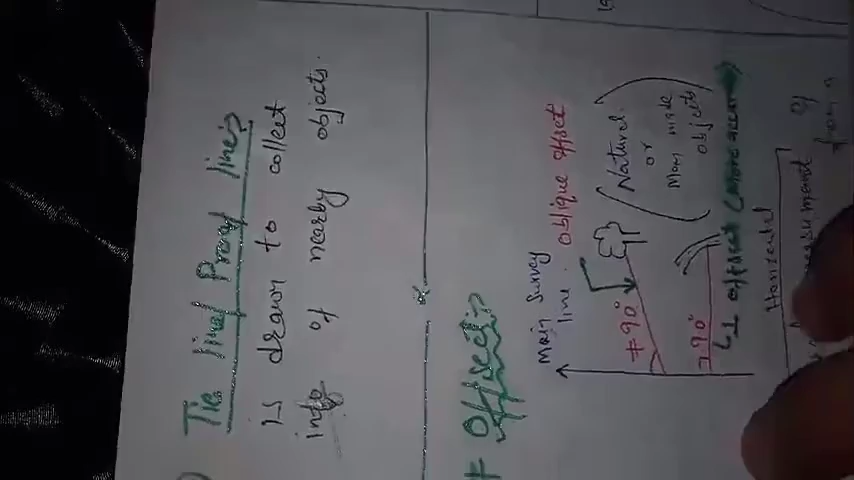 Tie line/ Proof line:-
is drawn to collect
info of nearby objects.
* Offsets:-
Main Survey
line.
oblique offset
≠ 90°
(Natural
or
Man made
objects)
90°
offset (More
Horizontal
of